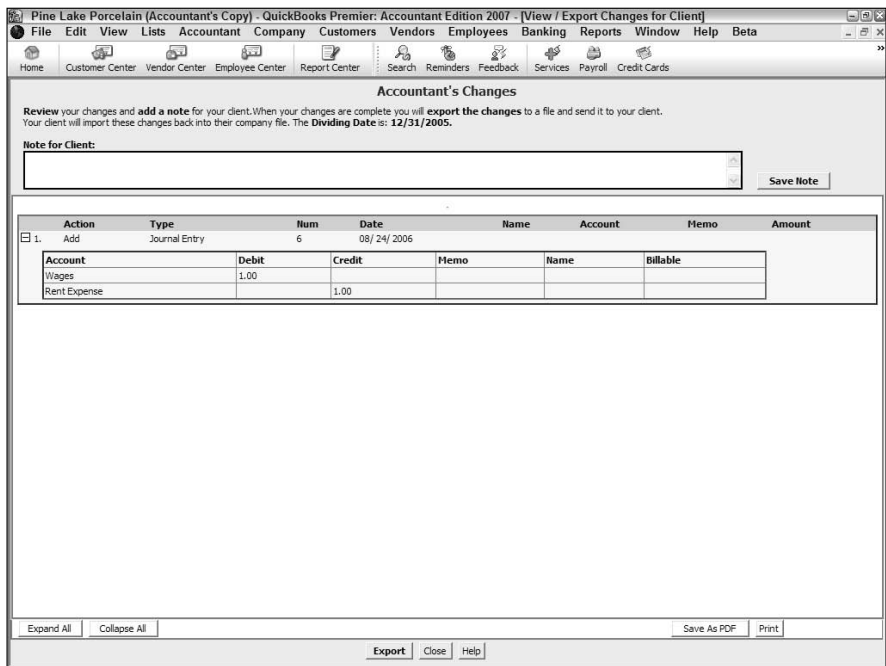 Pine Lake Porcelain (Accountant's Copy) - QuickBooks Premier: Accountant Edition 2007 - [View / Export Changes for Client]
File Edit View Lists Accountant Company Customers Vendors Employees Banking Reports Window Help Beta
Home Customer Center Vendor Center Employee Center Report Center Search Reminders Feedback Services Payroll Credit Cards »
Accountant's Changes
Review your changes and add a note for your client.When your changes are complete you will export the changes to a file and send it to your client.
Your client will import these changes back into their company file. The Dividing Date is: 12/31/2005.
Note for Client:
Save Note
Action Type Num Date Name Account Memo Amount
1. Add Journal Entry 6 08/24/2006
Account Debit Credit Memo Name Billable
Wages 1.00
Rent Expense 1.00
Expand All Collapse All Save As PDF Print
Export Close Help